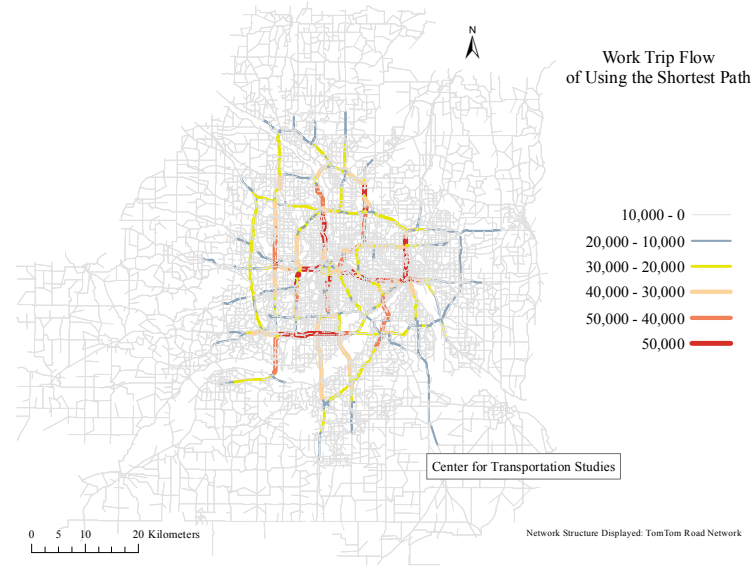 N
Work Trip Flow
of Using the Shortest Path
10,000 - 0
20,000 - 10,000
30,000 - 20,000
40,000 - 30,000
50,000 - 40,000
50,000
Center for Transportation Studies
0 5 10 20 Kilometers
Network Structure Displayed: TomTom Road Network